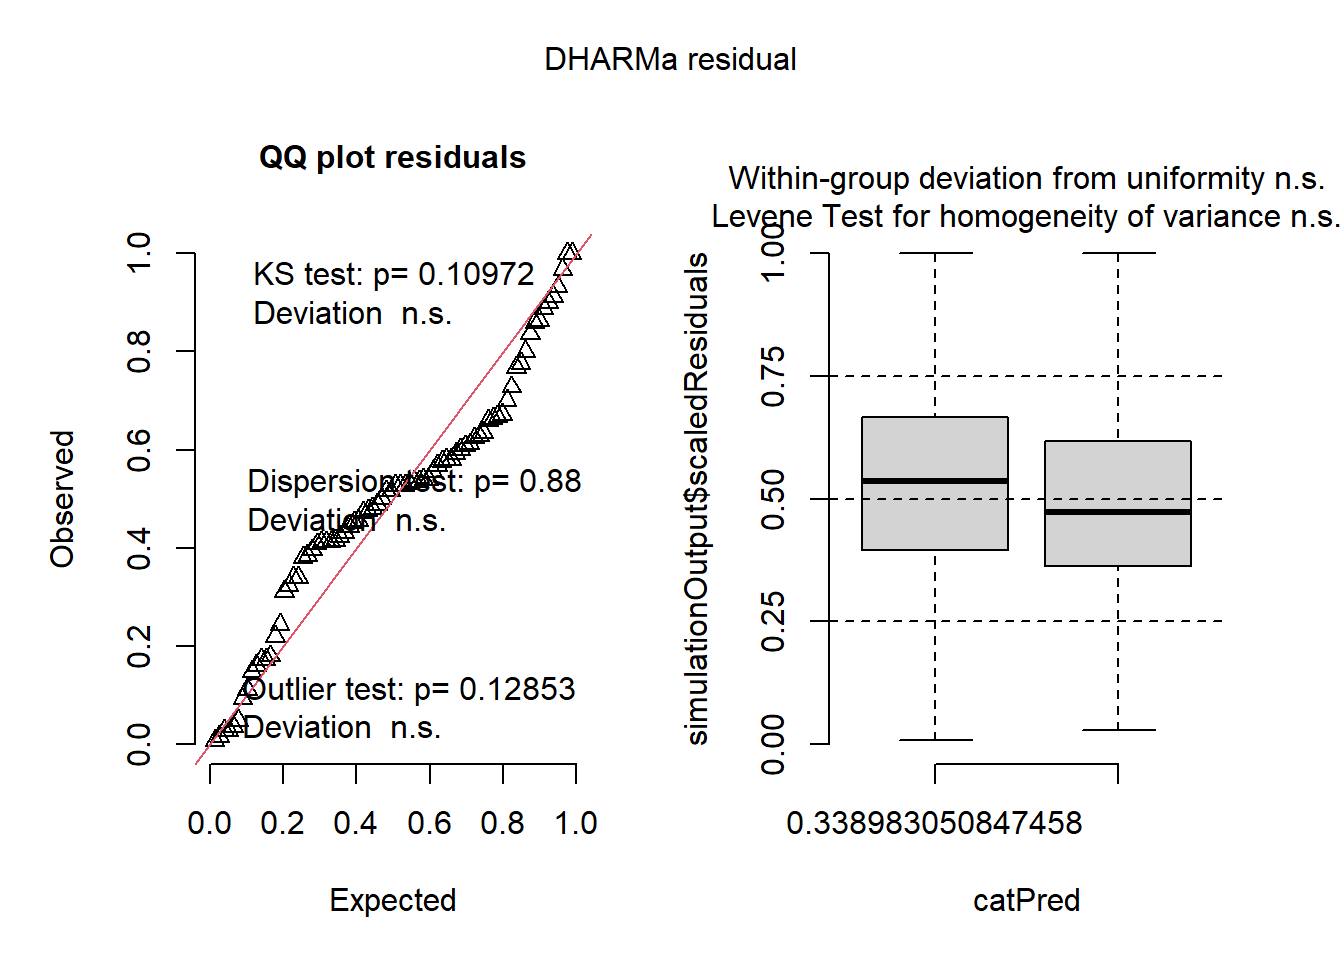 DHARMa residual
QQ plot residuals
KS test: p= 0.10972
Deviation  n.s.
Dispersion test: p= 0.88
Deviation  n.s.
Outlier test: p= 0.12853
Deviation  n.s.
Observed
0.0 0.2 0.4 0.6 0.8 1.0
0.0 0.2 0.4 0.6 0.8 1.0
Expected
Within-group deviation from uniformity n.s.
Levene Test for homogeneity of variance n.s.
simulationOutput$scaledResiduals
0.00 0.25 0.50 0.75 1.00
0.338983050847458
catPred